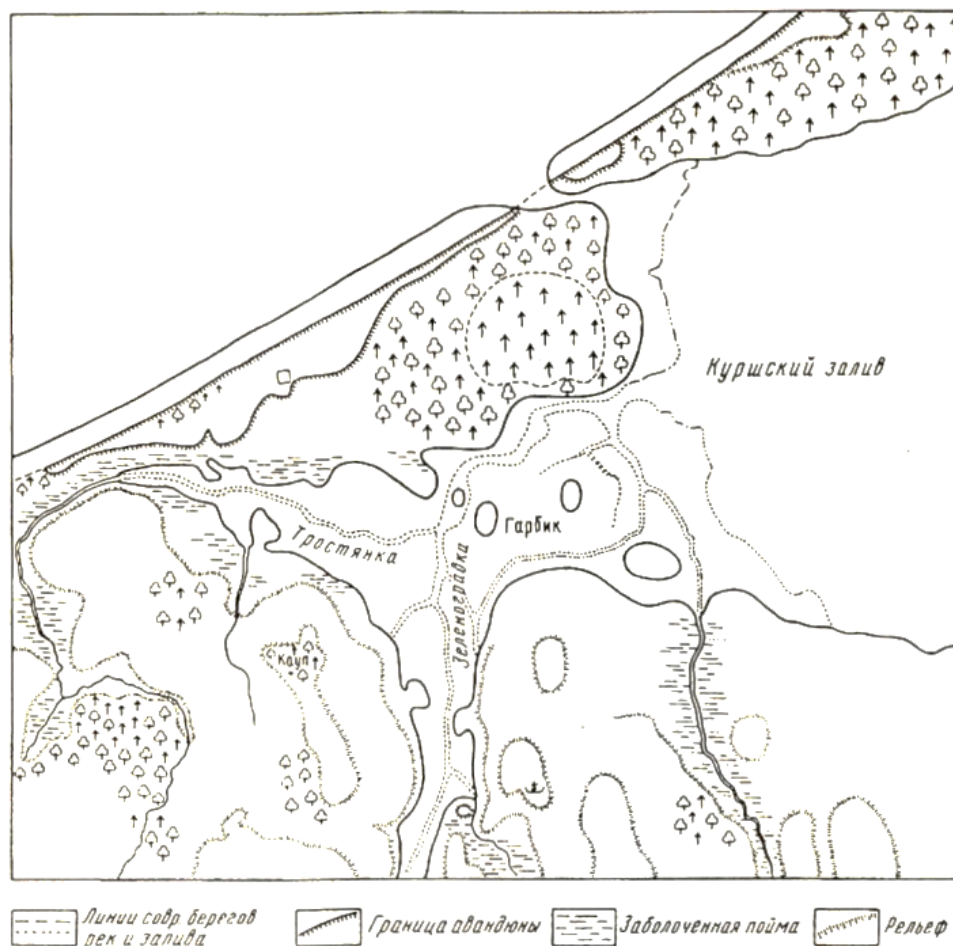 Куршский залив
Гарбик
Тростянка
Зеленоградка
Кауп
Линии совр. берегов
рек и залива
Граница авандюны
Заболоченная пойма
Рельеф